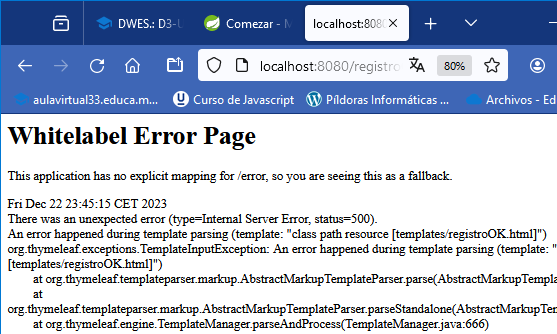 DWES.: D3-U
Comezar - M
localhost:8080
localhost:8080/registro
80%
aulavirtual33.educa.m...
Curso de Javascript
Píldoras Informáticas ...
Archivos - Ed
Whitelabel Error Page
This application has no explicit mapping for /error, so you are seeing this as a fallback.
Fri Dec 22 23:45:15 CET 2023
There was an unexpected error (type=Internal Server Error, status=500).
An error happened during template parsing (template: "class path resource [templates/registroOK.html]")
org.thymeleaf.exceptions.TemplateInputException: An error happened during template parsing (template: "
[templates/registroOK.html]")
at org.thymeleaf.templateparser.markup.AbstractMarkupTemplateParser.parse(AbstractMarkupTempla
at
org.thymeleaf.templateparser.markup.AbstractMarkupTemplateParser.parseStandalone(AbstractMarkupTem
at org.thymeleaf.engine.TemplateManager.parseAndProcess(TemplateManager.java:666)